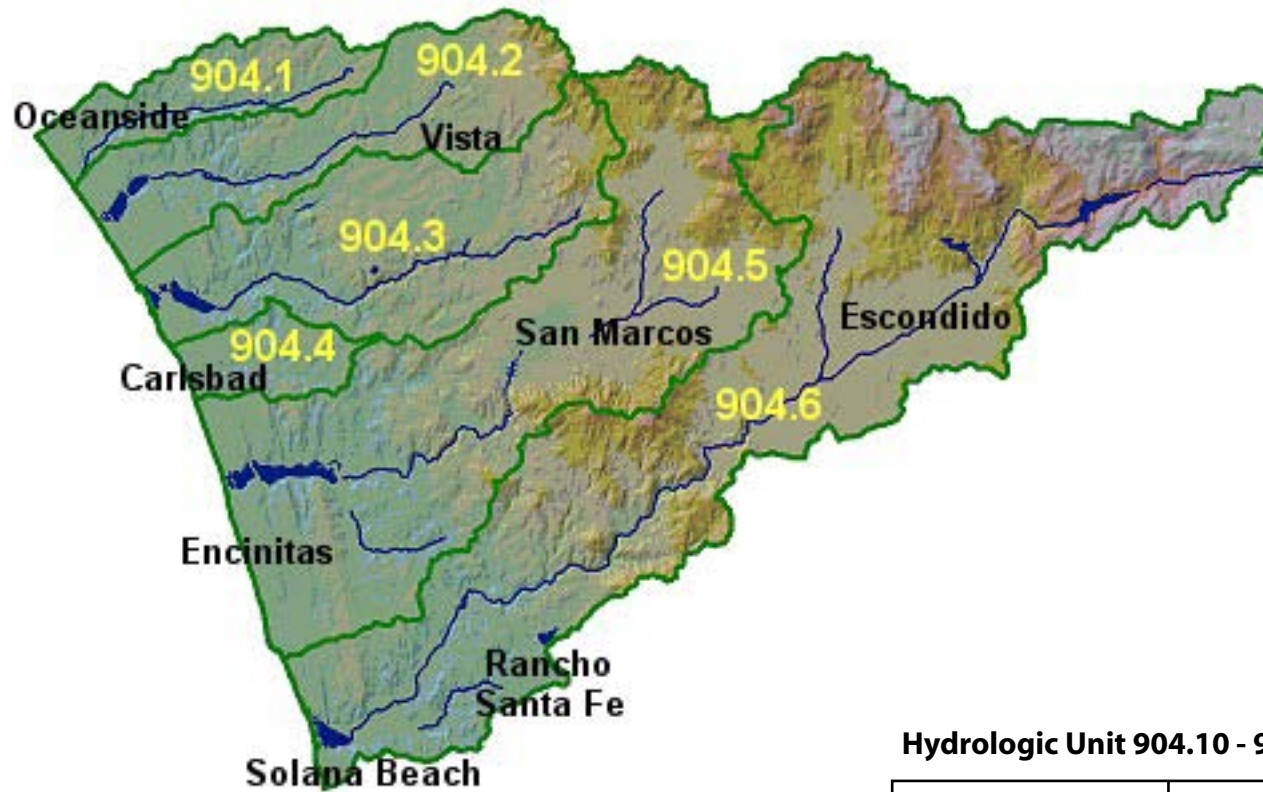 904.1
904.2
Oceanside
Vista
904.3
904.5
904.4
San Marcos
Escondido
Carlsbad
904.6
Encinitas
Rancho
Santa Fe
Solana Beach
Hydrologic Unit 904.10 - 9